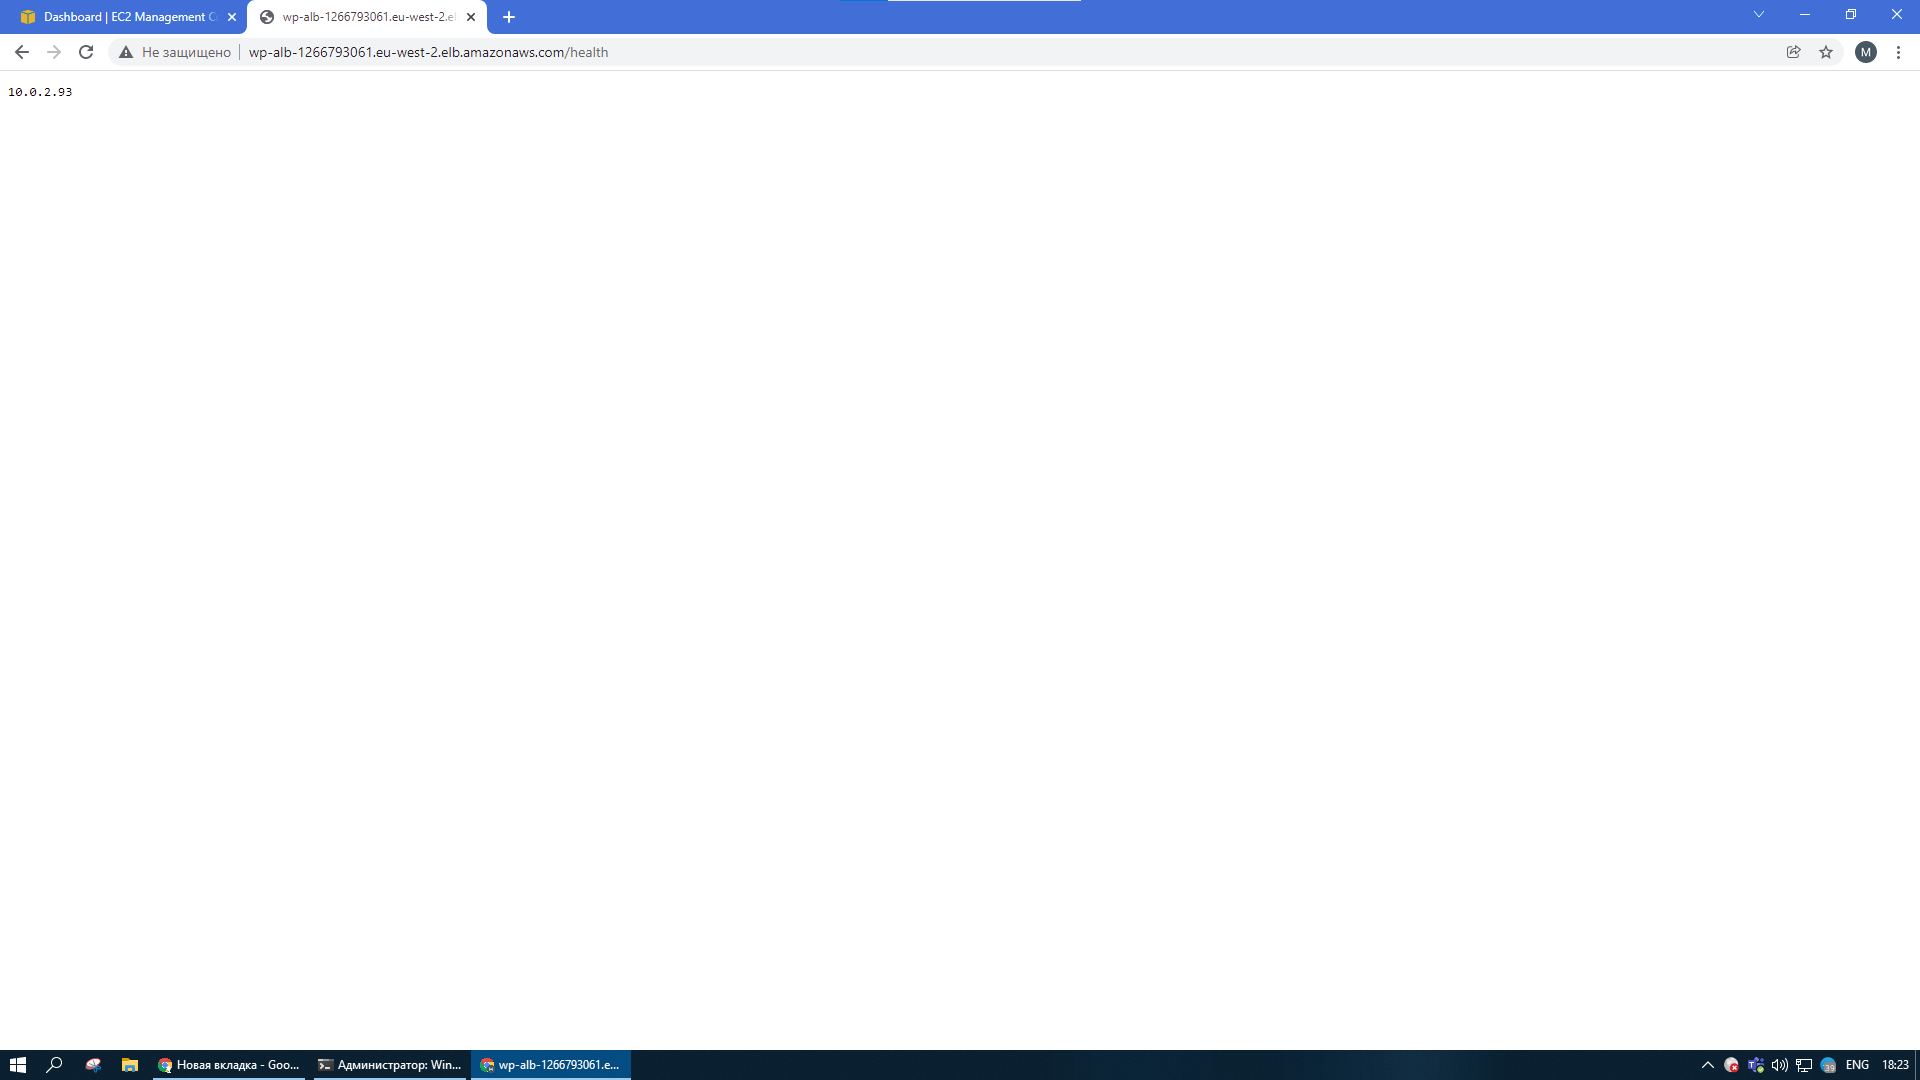 Dashboard | EC2 Management C
wp-alb-1266793061.eu-west-2.el
Не защищено
wp-alb-1266793061.eu-west-2.elb.amazonaws.com/health
M
10.0.2.93
Новая вкладка - Goo...
Администратор: Win...
wp-alb-1266793061.e...
39
ENG
18:23